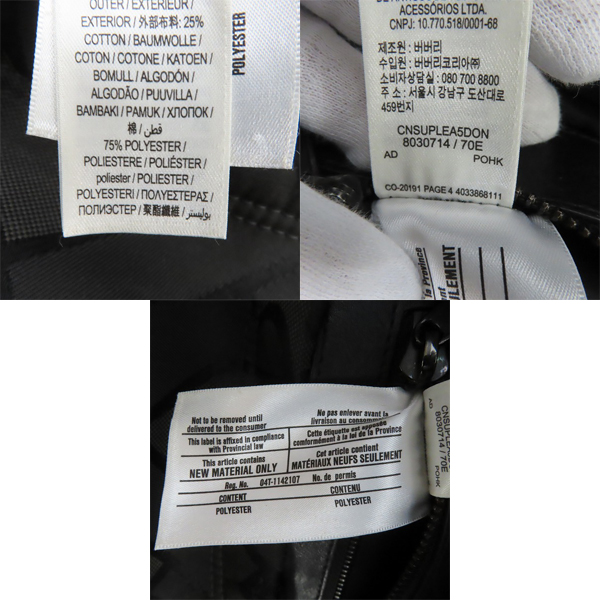 OUTER / EXTERIEUR /
EXTERIOR / 外部布料: 25%
COTTON / BAUMWOLLE /
COTON / COTONE / KATOEN /
BOMULL / ALGODÓN /
ALGODÃO / PUUVILLA /
BAMBAKI / PAMUK / ХЛОПОК /
棉 / قطن /
75% POLYESTER /
POLIESTERE / POLIÉSTER /
poliester / POLIESTER /
POLYESTERI / ΠΟΛΥΕΣΤΕΡΑΣ /
ПОЛИЭСТЕР / 聚酯纖維 / بوليستر
POLYESTER
ACESSÓRIOS LTDA.
CNPJ: 10.770.518/0001-68
제조원 : 버버리
수입원 : 버버리코리아(주)
소비자상담실 : 080 700 8800
주소 : 서울시 강남구 도산대로
459번지
CNSUPLEA5DON
8030714 / 70E
AD POHK
CO-20191 PAGE 4 4033868111
la Province
SEULEMENT
Not to be removed until
delivered to the consumer
This label is affixed in compliance
with Provincial law
This article contains
NEW MATERIAL ONLY
Ne pas enlever avant
livraison au consommateur
Cette étiquette est apposée
conformément à la loi de la Province
Cet article contient
MATÉRIAUX NEUFS SEULEMENT
Reg. No. 04T-1142107 No. de permis
CONTENT CONTENU
POLYESTER POLYESTER
CNSUPLEA5DON
8030714 / 70E
AD POHK